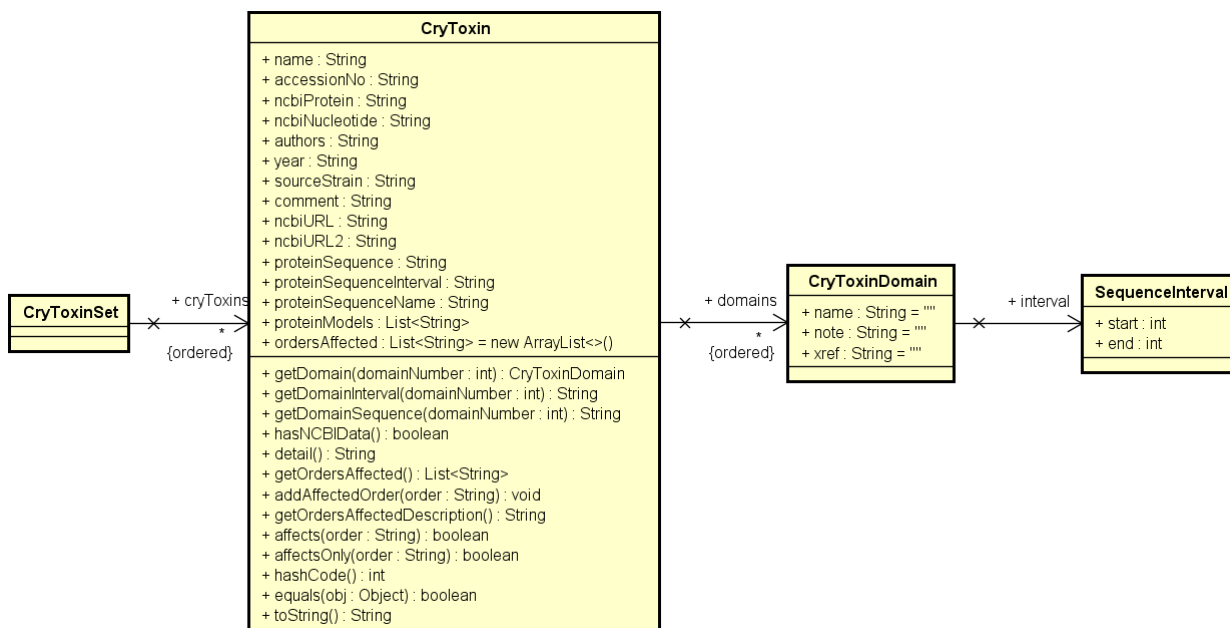 CryToxinSet
+ cryToxins
*
{ordered}
CryToxin
+ name : String
+ accessionNo : String
+ ncbiProtein : String
+ ncbiNucleotide : String
+ authors : String
+ year : String
+ sourceStrain : String
+ comment : String
+ ncbiURL : String
+ ncbiURL2 : String
+ proteinSequence : String
+ proteinSequenceInterval : String
+ proteinSequenceName : String
+ proteinModels : List<String>
+ ordersAffected : List<String> = new ArrayList<>()
+ getDomain(domainNumber : int) : CryToxinDomain
+ getDomainInterval(domainNumber : int) : String
+ getDomainSequence(domainNumber : int) : String
+ hasNCBIData() : boolean
+ detail() : String
+ getOrdersAffected() : List<String>
+ addAffectedOrder(order : String) : void
+ getOrdersAffectedDescription() : String
+ affects(order : String) : boolean
+ affectsOnly(order : String) : boolean
+ hashCode() : int
+ equals(obj : Object) : boolean
+ toString() : String
+ domains
*
{ordered}
CryToxinDomain
+ name : String = ""
+ note : String = ""
+ xref : String = ""
+ interval
SequenceInterval
+ start : int
+ end : int